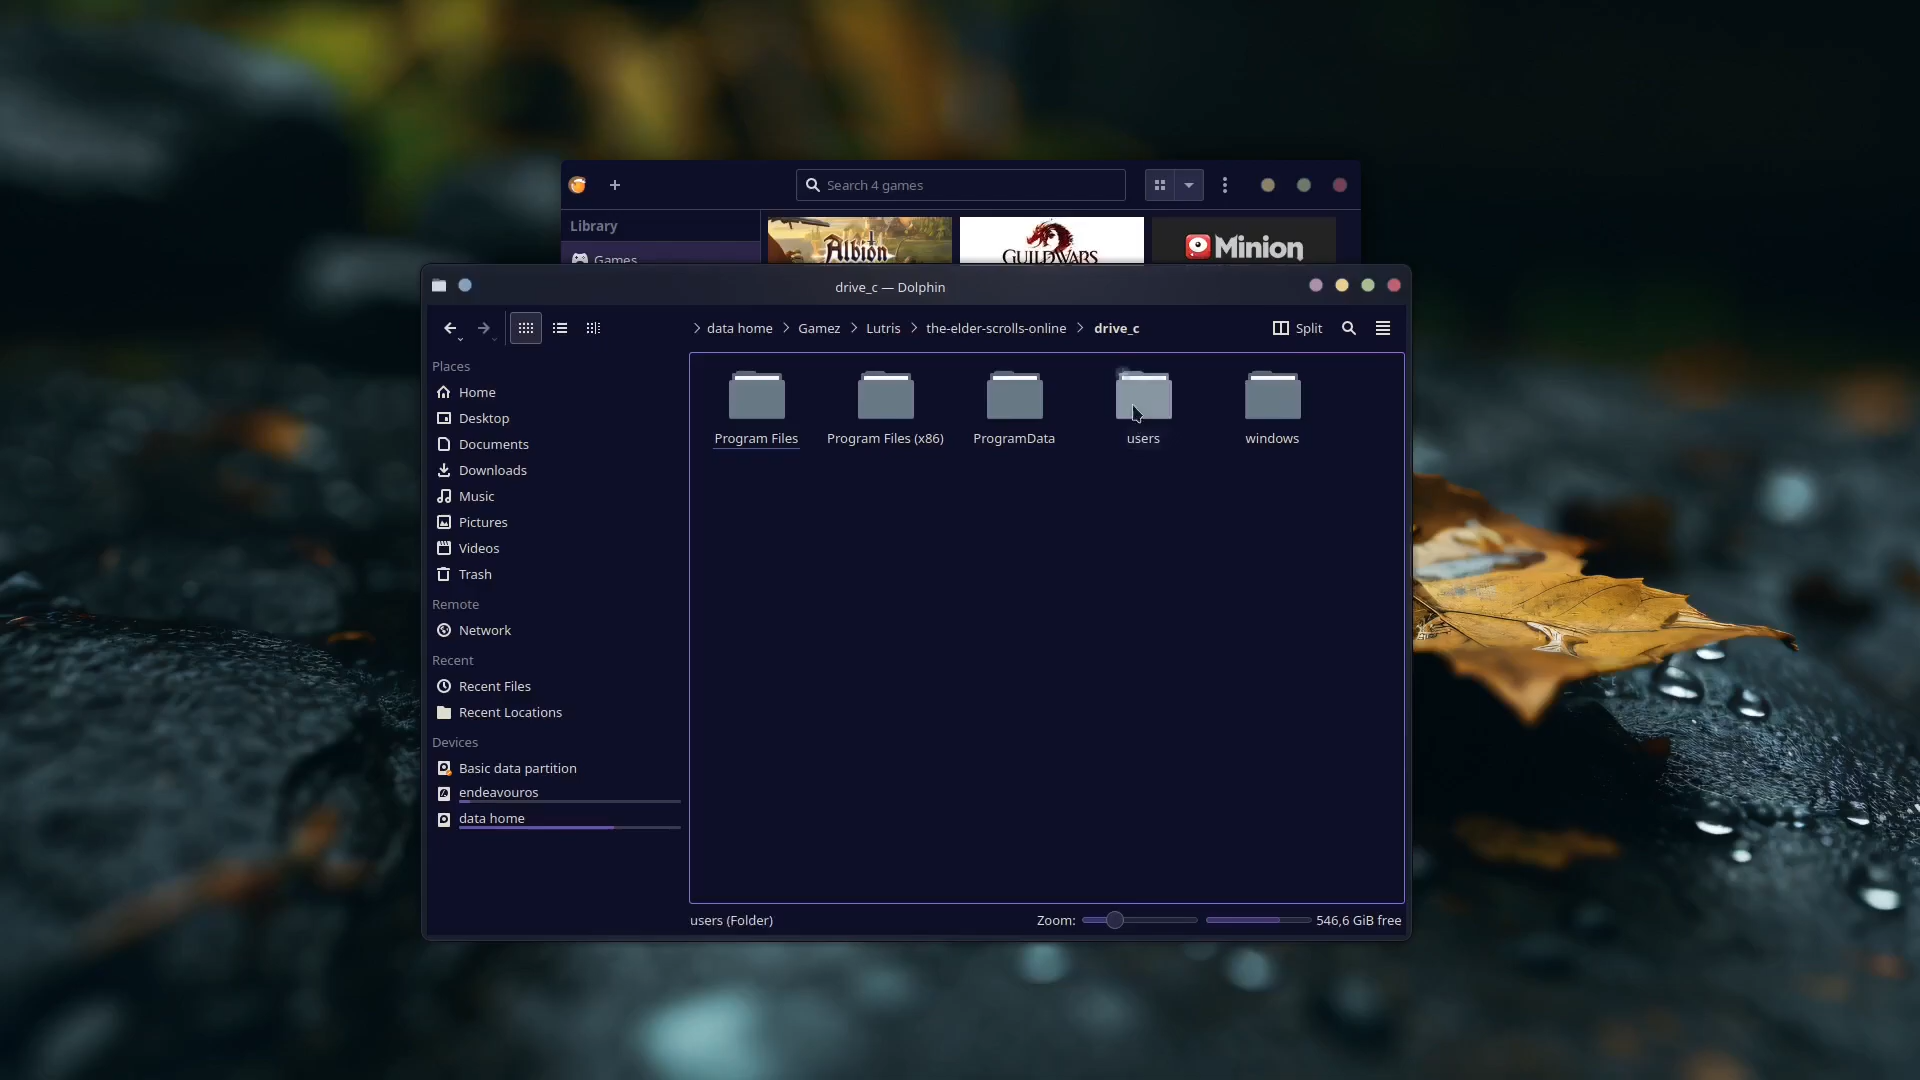 Search 4 games
Library
Albion
GUILD WARS
Minion
Games
drive_c — Dolphin
data home
Gamez
Lutris
the-elder-scrolls-online
drive_c
Split
Places
Home
Desktop
Documents
Downloads
Music
Pictures
Videos
Trash
Remote
Network
Recent
Recent Files
Recent Locations
Devices
Basic data partition
endeavouros
data home
Program Files
Program Files (x86)
ProgramData
users
windows
users (Folder)
Zoom:
546,6 GiB free